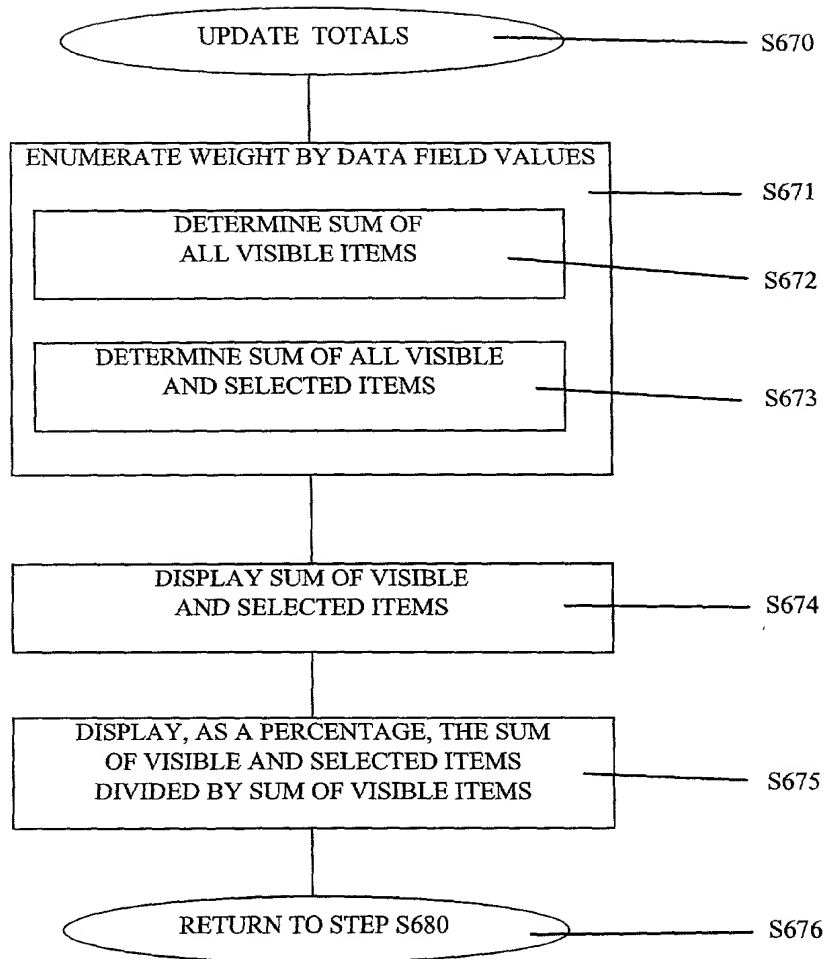 UPDATE TOTALS
S670
ENUMERATE WEIGHT BY DATA FIELD VALUES
S671
DETERMINE SUM OF
ALL VISIBLE ITEMS
S672
DETERMINE SUM OF ALL VISIBLE
AND SELECTED ITEMS
S673
DISPLAY SUM OF VISIBLE
AND SELECTED ITEMS
S674
DISPLAY, AS A PERCENTAGE, THE SUM
OF VISIBLE AND SELECTED ITEMS
DIVIDED BY SUM OF VISIBLE ITEMS
S675
RETURN TO STEP S680
S676